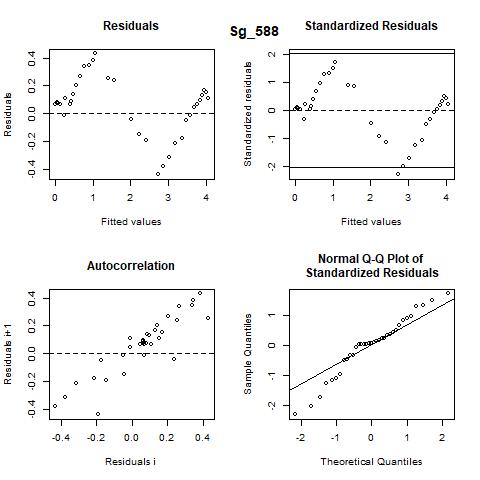 Sg_588
Residuals
Residuals
-0.4 -0.2 0.0 0.2 0.4
0 1 2 3 4
Fitted values
Standardized Residuals
Standardized residuals
-2 -1 0 1 2
0 1 2 3 4
Fitted values
Autocorrelation
Residuals i+1
-0.4 -0.2 0.0 0.2 0.4
-0.4 -0.2 0.0 0.2 0.4
Residuals i
Normal Q-Q Plot of
Standardized Residuals
Sample Quantiles
-2 -1 0 1
-2 -1 0 1 2
Theoretical Quantiles